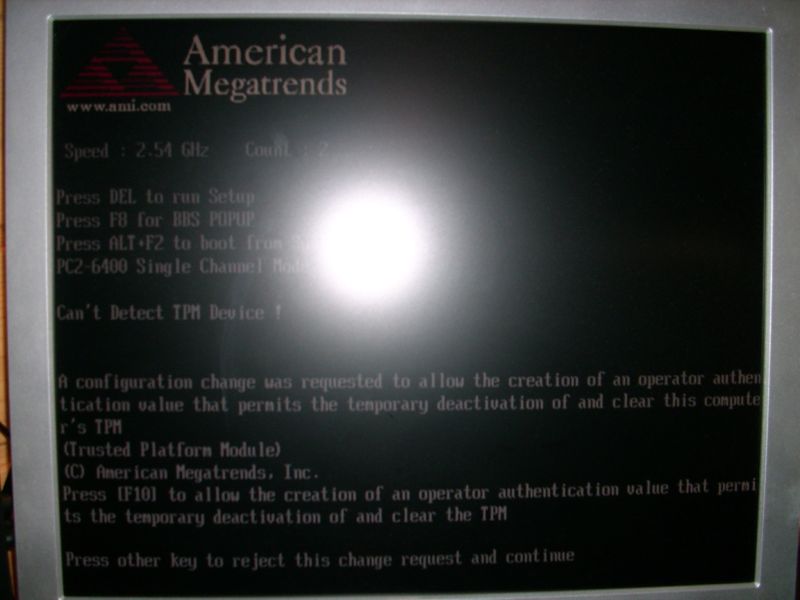 American
Megatrends
www.ami.com
Speed : 2.54 GHz Count : 2
Press DEL to run Setup
Press F8 for BBS POPUP
Press ALT+F2 to boot from
PC2-6400 Single Channel Mode
Can't Detect TPM Device !
A configuration change was requested to allow the creation of an operator authen
tication value that permits the temporary deactivation of and clear this compute
r's TPM
(Trusted Platform Module)
(C) American Megatrends, Inc.
Press [F10] to allow the creation of an operator authentication value that permi
ts the temporary deactivation of and clear the TPM
Press other key to reject this change request and continue